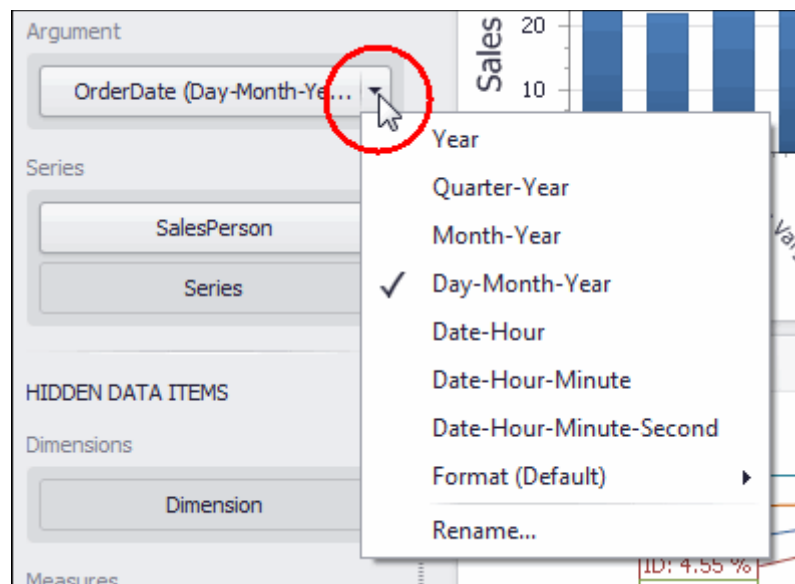 Argument
OrderDate (Day-Month-Ye...
Series
SalesPerson
Series
HIDDEN DATA ITEMS
Dimensions
Dimension
Measures
Sales
20
10
Year
Quarter-Year
Month-Year
Day-Month-Year
Date-Hour
Date-Hour-Minute
Date-Hour-Minute-Second
Format (Default)
Rename...
ID: 4.55 %